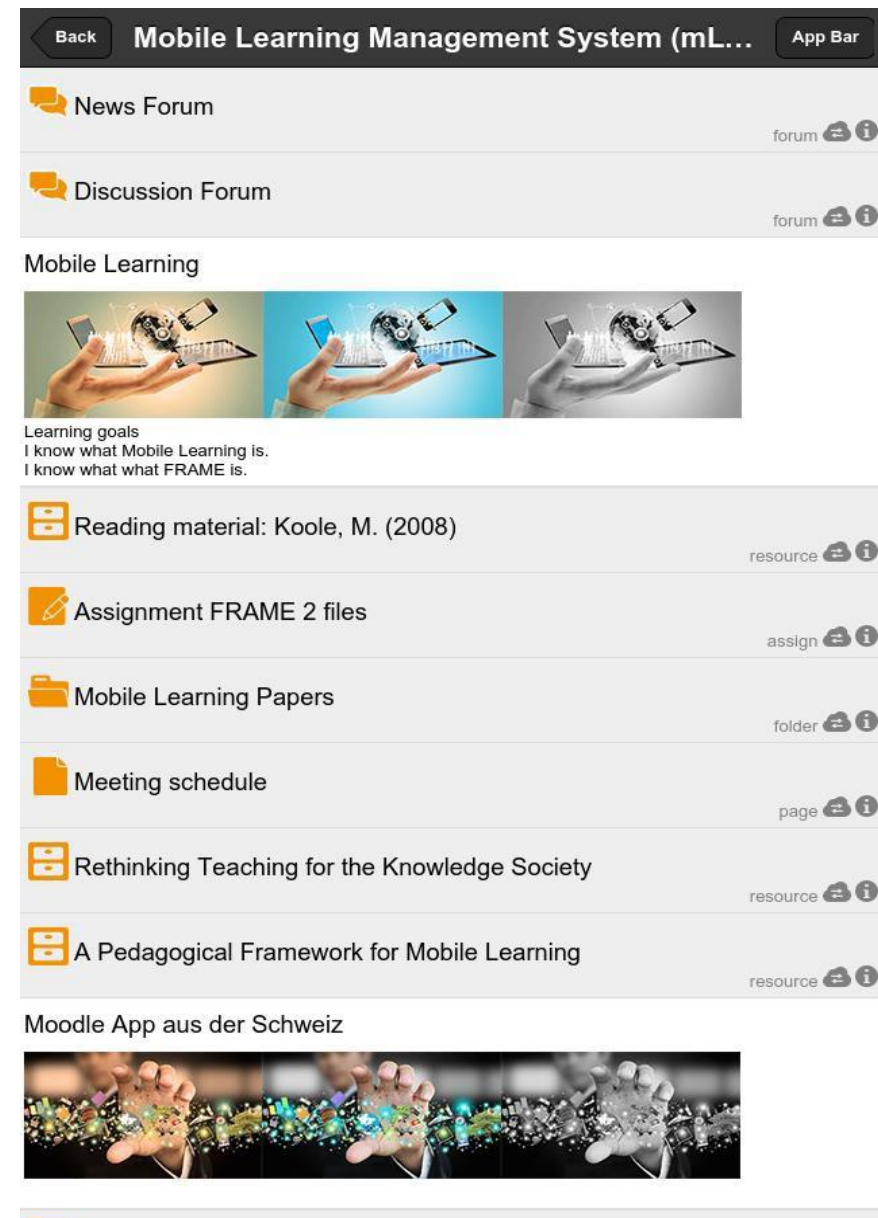 Back
Mobile Learning Management System (mL...
App Bar
News Forum
forum
Discussion Forum
forum
Mobile Learning
Learning goals
I know what Mobile Learning is.
I know what what FRAME is.
Reading material: Koole, M. (2008)
resource
Assignment FRAME 2 files
assign
Mobile Learning Papers
folder
Meeting schedule
page
Rethinking Teaching for the Knowledge Society
resource
A Pedagogical Framework for Mobile Learning
resource
Moodle App aus der Schweiz